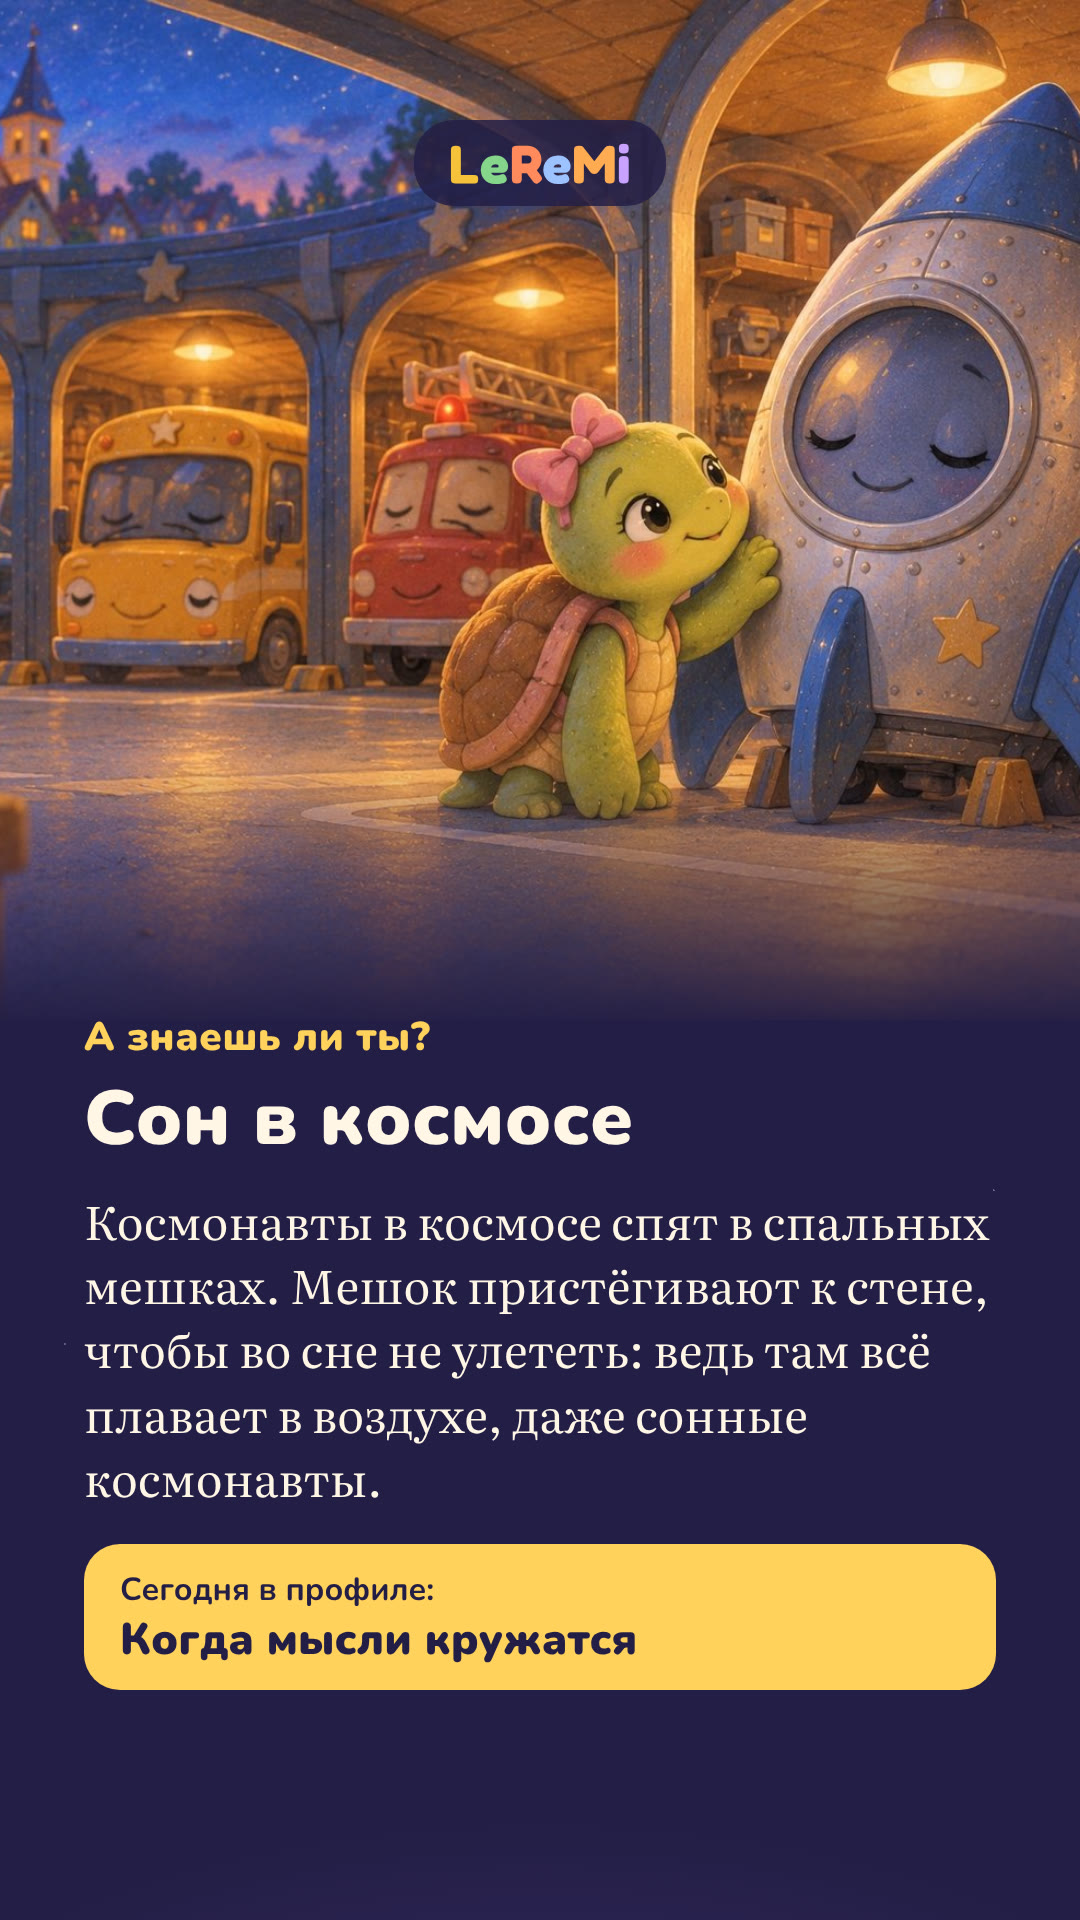 LeReMi
А знаешь ли ты?
Сон в космосе
Космонавты в космосе спят в спальных
мешках. Мешок пристёгивают к стене,
чтобы во сне не улететь: ведь там всё
плавает в воздухе, даже сонные
космонавты.
Сегодня в профиле:
Когда мысли кружатся